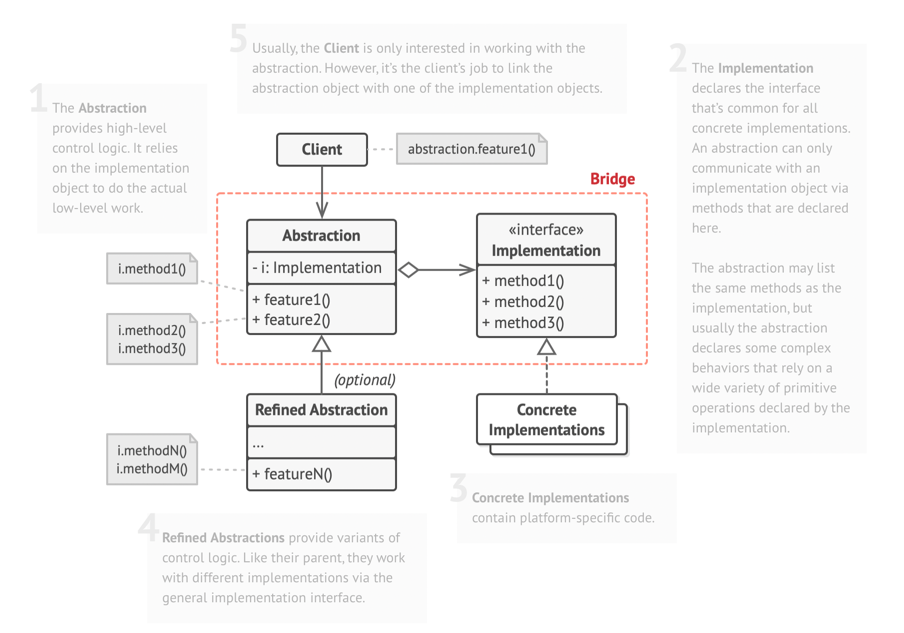 5
Usually, the Client is only interested in working with the
abstraction. However, it's the client's job to link the
abstraction object with one of the implementation objects.
1
The Abstraction
provides high-level
control logic. It relies
on the implementation
object to do the actual
low-level work.
2
The Implementation
declares the interface
that's common for all
concrete implementations.
An abstraction can only
communicate with an
implementation object via
methods that are declared
here.
The abstraction may list
the same methods as the
implementation, but
usually the abstraction
declares some complex
behaviors that rely on a
wide variety of primitive
operations declared by the
implementation.
Client
abstraction.feature1()
Bridge
Abstraction
- i: Implementation
+ feature1()
+ feature2()
«interface»
Implementation
+ method1()
+ method2()
+ method3()
i.method1()
i.method2()
i.method3()
(optional)
Refined Abstraction
...
+ featureN()
Concrete
Implementations
i.methodN()
i.methodM()
3
Concrete Implementations
contain platform-specific code.
4
Refined Abstractions provide variants of
control logic. Like their parent, they work
with different implementations via the
general implementation interface.